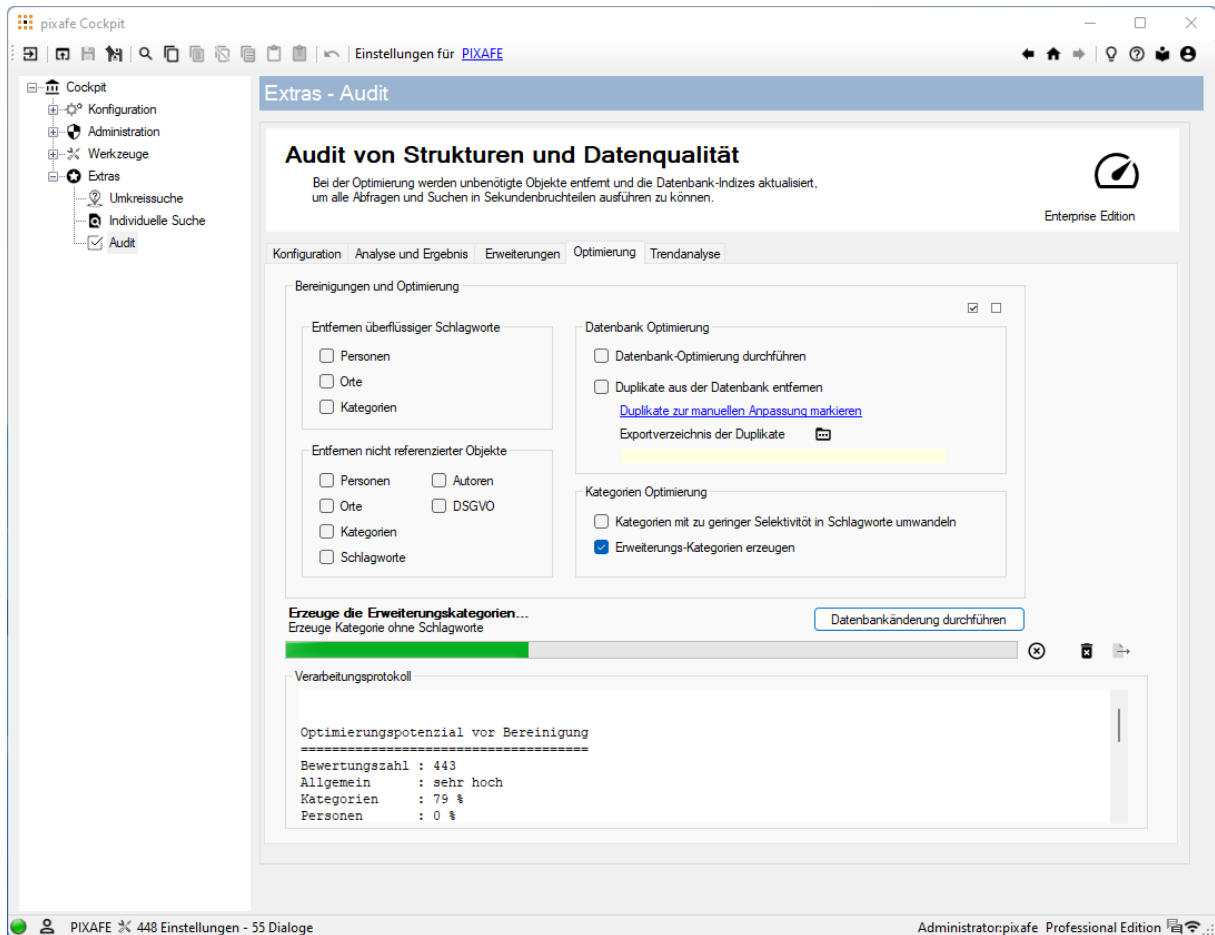 pixafe Cockpit
Einstellungen für PIXAFE
Cockpit
Konfiguration
Administration
Werkzeuge
Extras
Umkreissuche
Individuelle Suche
Audit
Extras - Audit
Audit von Strukturen und Datenqualität
Bei der Optimierung werden unbenötigte Objekte entfernt und die Datenbank-Indizes aktualisiert,
um alle Abfragen und Suchen in Sekundenbruchteilen ausführen zu können.
Enterprise Edition
Konfiguration Analyse und Ergebnis Erweiterungen Optimierung Trendanalyse
Bereinigungen und Optimierung
Entfernen überflüssiger Schlagworte
Personen
Orte
Kategorien
Entfernen nicht referenzierter Objekte
Personen Autoren
Orte DSGVO
Kategorien
Schlagworte
Datenbank Optimierung
Datenbank-Optimierung durchführen
Duplikate aus der Datenbank entfernen
Duplikate zur manuellen Anpassung markieren
Exportverzeichnis der Duplikate
Kategorien Optimierung
Kategorien mit zu geringer Selektivitöt in Schlagworte umwandeln
Erweiterungs-Kategorien erzeugen
Erzeuge die Erweiterungskategorien...
Erzeuge Kategorie ohne Schlagworte
Datenbankänderung durchführen
Verarbeitungsprotokoll
Optimierungspotenzial vor Bereinigung
=====================================
Bewertungszahl : 443
Allgemein : sehr hoch
Kategorien : 79 %
Personen : 0 %
PIXAFE 448 Einstellungen - 55 Dialoge
Administrator:pixafe Professional Edition